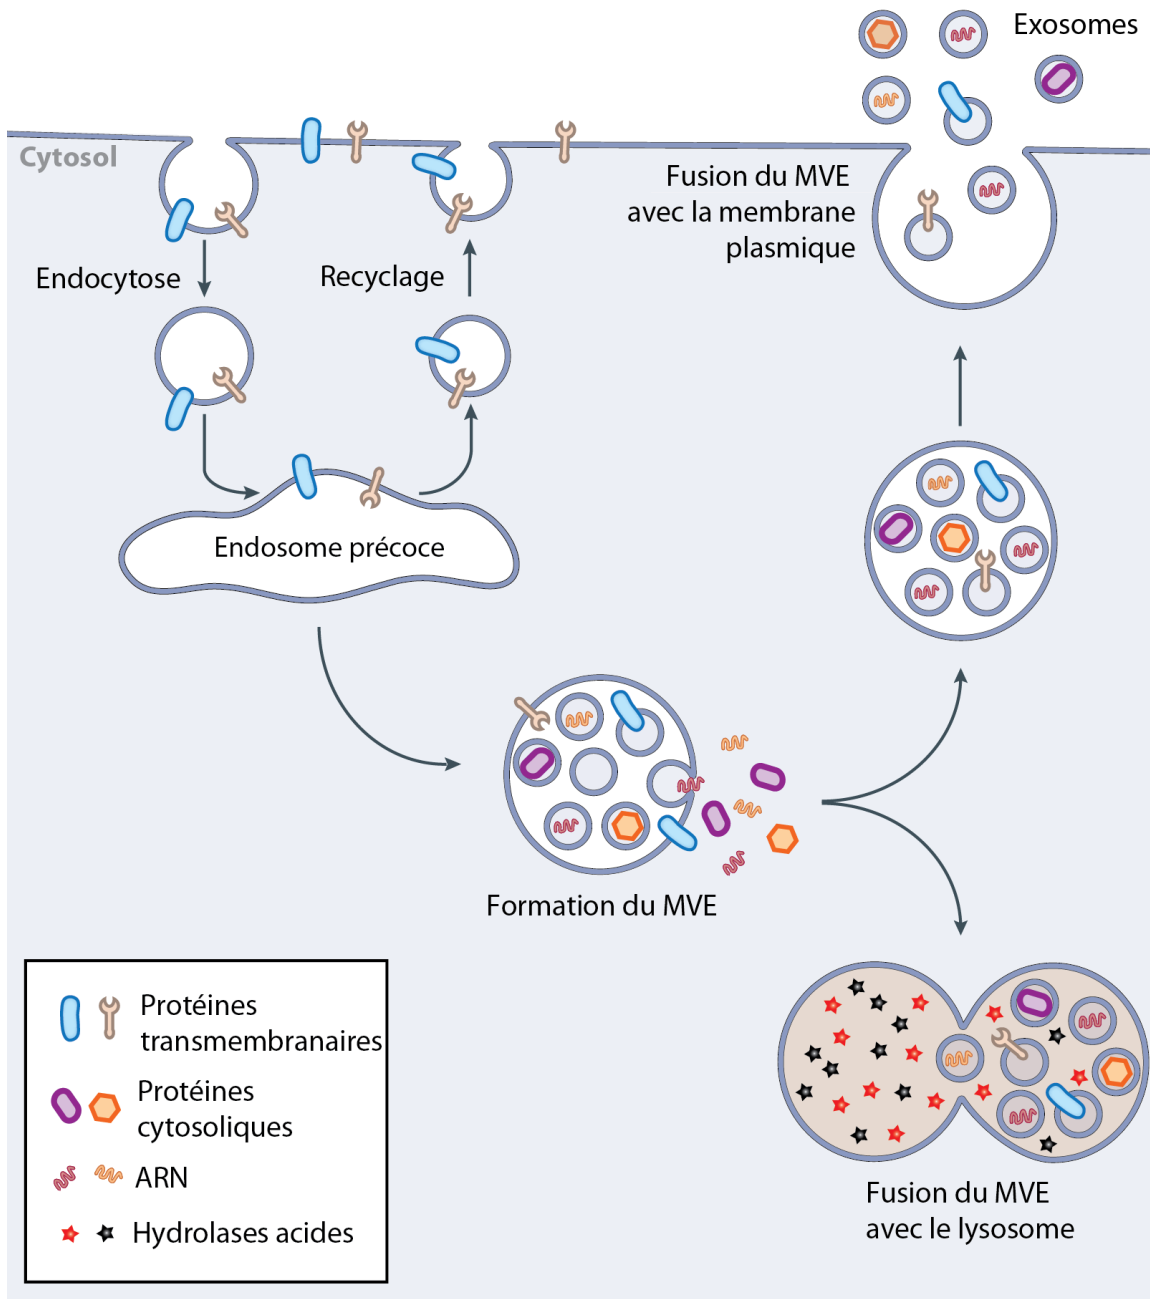 Exosomes
Cytosol
Fusion du MVE
avec la membrane
plasmique
Endocytose
Recyclage
Endosome précoce
Formation du MVE
Protéines
transmembranaires
Protéines
cytosoliques
ARN
Hydrolases acides
Fusion du MVE
avec le lysosome